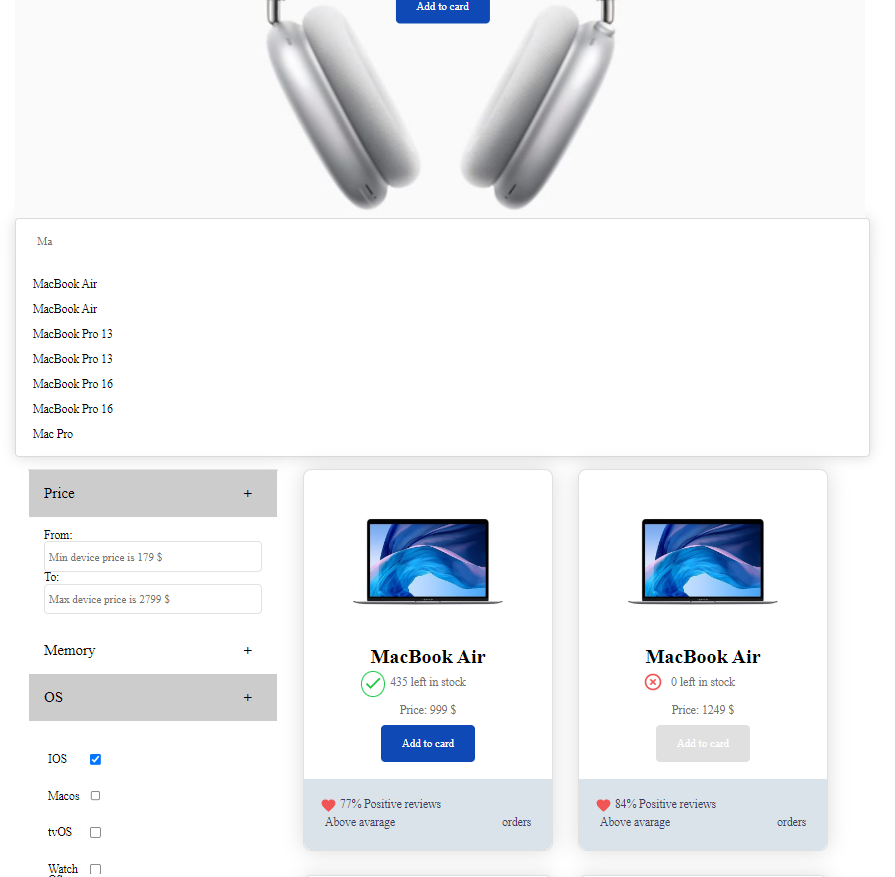 Add to card
Ma
MacBook Air
MacBook Air
MacBook Pro 13
MacBook Pro 13
MacBook Pro 16
MacBook Pro 16
Mac Pro
Price +
From:
Min device price is 179 $
To:
Max device price is 2799 $
Memory +
OS +
IOS
Macos
tvOS
Watch
MacBook Air
435 left in stock
Price: 999 $
Add to card
77% Positive reviews
Above avarage orders
MacBook Air
0 left in stock
Price: 1249 $
Add to card
84% Positive reviews
Above avarage orders